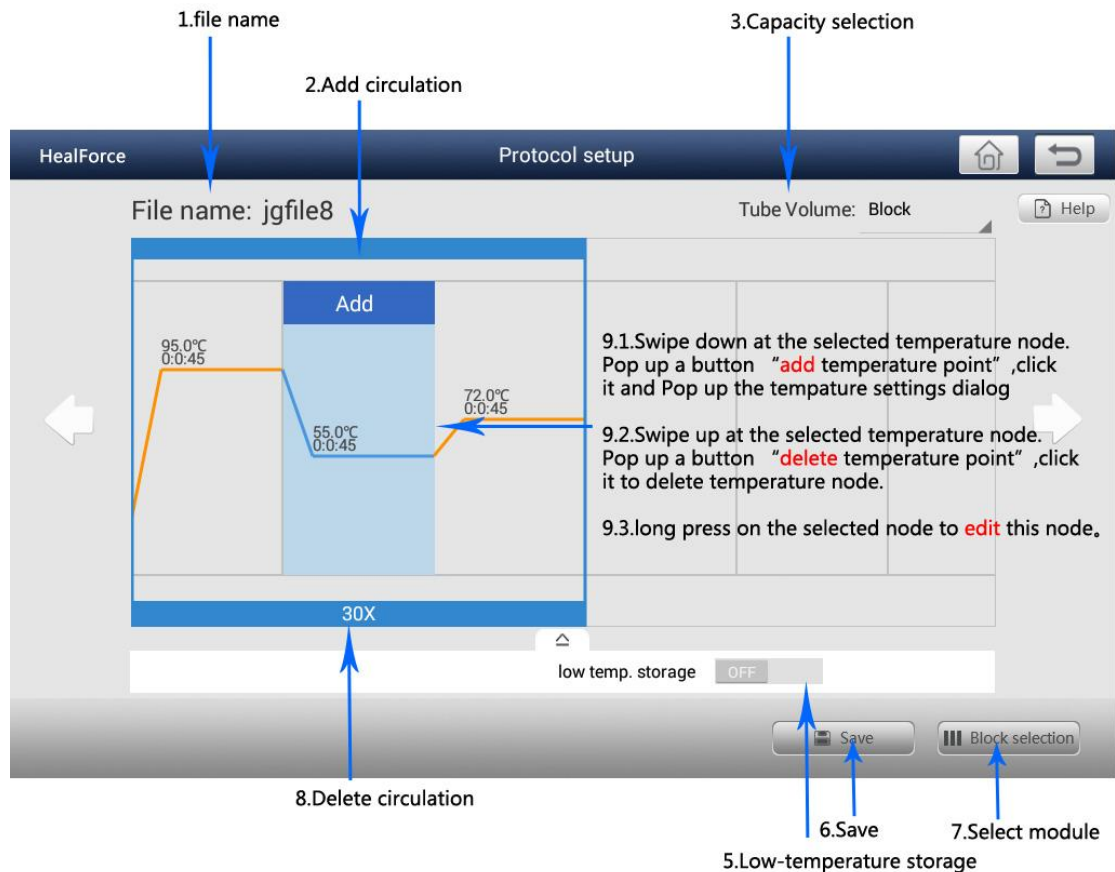 1.file name
3.Capacity selection
2.Add circulation
HealForce
Protocol setup
File name: jgfile8
Tube Volume: Block
Help
Add
95.0℃
0:0:45
55.0℃
0:0:45
72.0℃
0:0:45
9.1.Swipe down at the selected temperature node.
Pop up a button “add temperature point” ,click
it and Pop up the tempature settings dialog
9.2.Swipe up at the selected temperature node.
Pop up a button “delete temperature point” ,click
it to delete temperature node.
9.3.long press on the selected node to edit this node。
30X
low temp. storage OFF
Save
Block selection
8.Delete circulation
6.Save
7.Select module
5.Low-temperature storage